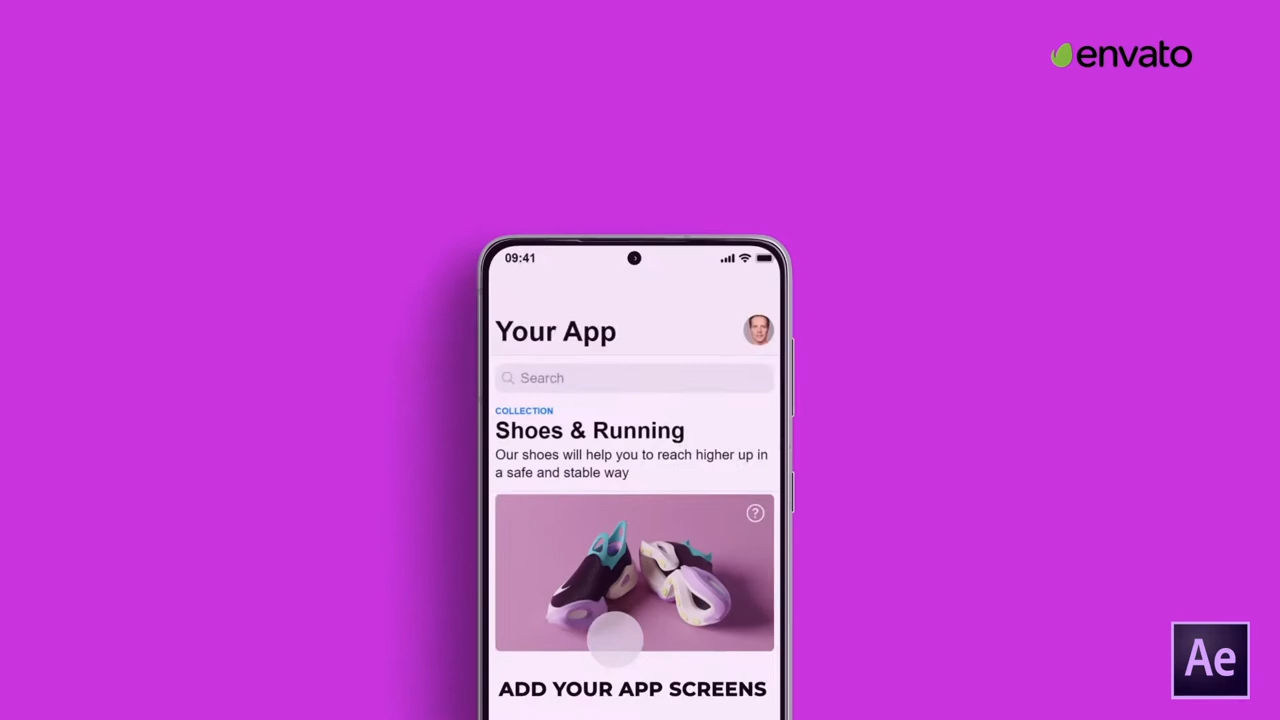 envato
09:41
Your App
Search
COLLECTION
Shoes & Running
Our shoes will help you to reach higher up in
a safe and stable way
?
ADD YOUR APP SCREENS
Ae